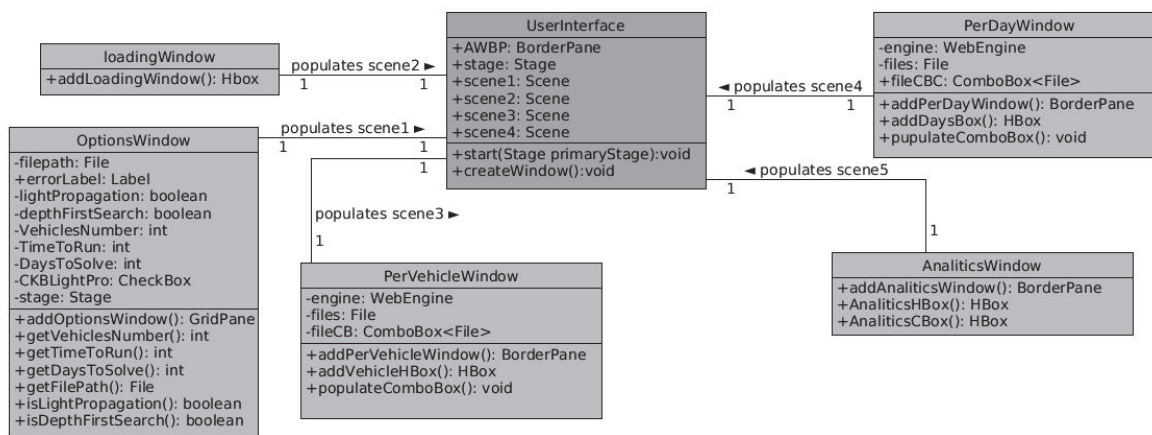 loadingWindow
+addLoadingWindow(): Hbox
populates scene2 ►
1
1
UserInterface
+AWBP: BorderPane
+stage: Stage
+scene1: Scene
+scene2: Scene
+scene3: Scene
+scene4: Scene
+start(Stage primaryStage):void
+createWindow():void
PerDayWindow
-engine: WebEngine
-files: File
+fileCBC: ComboBox<File>
+addPerDayWindow(): BorderPane
+addDaysBox(): HBox
+pupulateComboBox(): void
◄ populates scene4
1
1
OptionsWindow
-filepath: File
+errorLabel: Label
-lightPropagation: boolean
-depthFirstSearch: boolean
-VehiclesNumber: int
-TimeToRun: int
-DaysToSolve: int
-CKBLightPro: CheckBox
-stage: Stage
+addOptionsWindow(): GridPane
+getVehiclesNumber(): int
+getTimeToRun(): int
+getDaysToSolve(): int
+getFilePath(): File
+isLightPropagation(): boolean
+isDepthFirstSearch(): boolean
populates scene1 ►
1
1
1
populates scene3 ►
1
◄ populates scene5
1
1
PerVehicleWindow
-engine: WebEngine
-files: File
-fileCB: ComboBox<File>
+addPerVehicleWindow(): BorderPane
+addVehicleHBox(): HBox
+populateComboBox(): void
AnaliticsWindow
+addAnaliticsWindow(): BorderPane
+AnaliticsHBox(): HBox
+AnaliticsCBox(): HBox